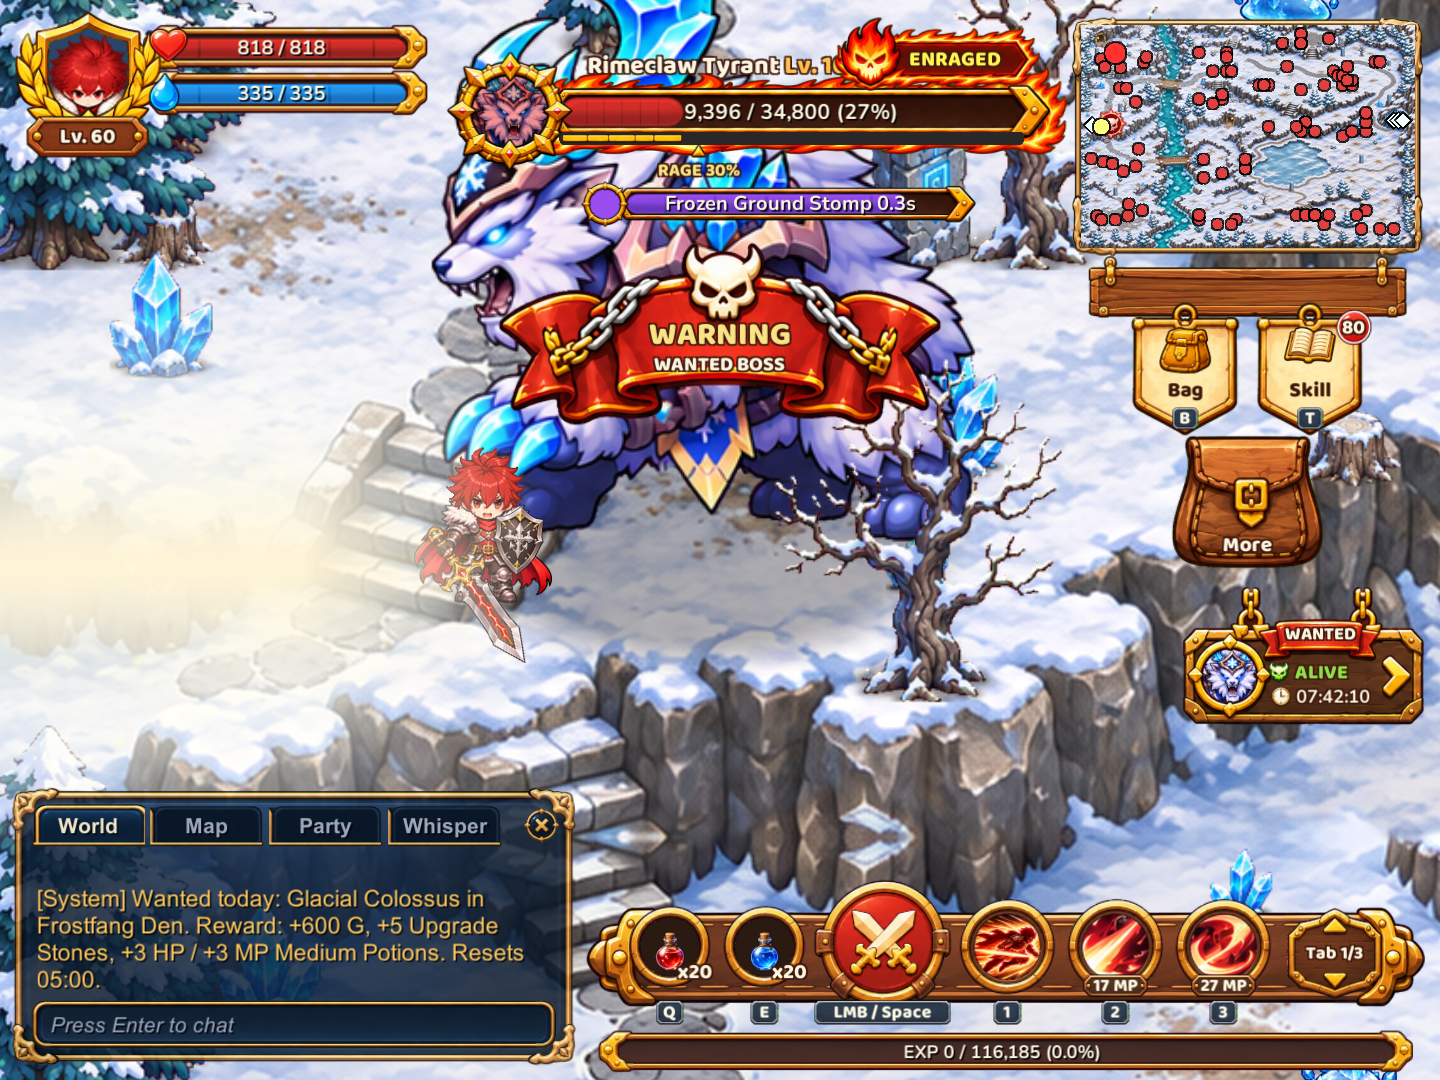 818 / 818
335 / 335
Lv. 60
Rimeclaw Tyrant Lv. 1
ENRAGED
9,396 / 34,800 (27%)
RAGE 30%
Frozen Ground Stomp 0.3s
WARNING
WANTED BOSS
80
Bag
Skill
B
T
More
WANTED
ALIVE
07:42:10
World
Map
Party
Whisper
[System] Wanted today: Glacial Colossus in
Frostfang Den. Reward: +600 G, +5 Upgrade
Stones, +3 HP / +3 MP Medium Potions. Resets
05:00.
Press Enter to chat
x20
x20
17 MP
27 MP
Tab 1/3
Q
E
LMB / Space
1
2
3
EXP 0 / 116,185 (0.0%)